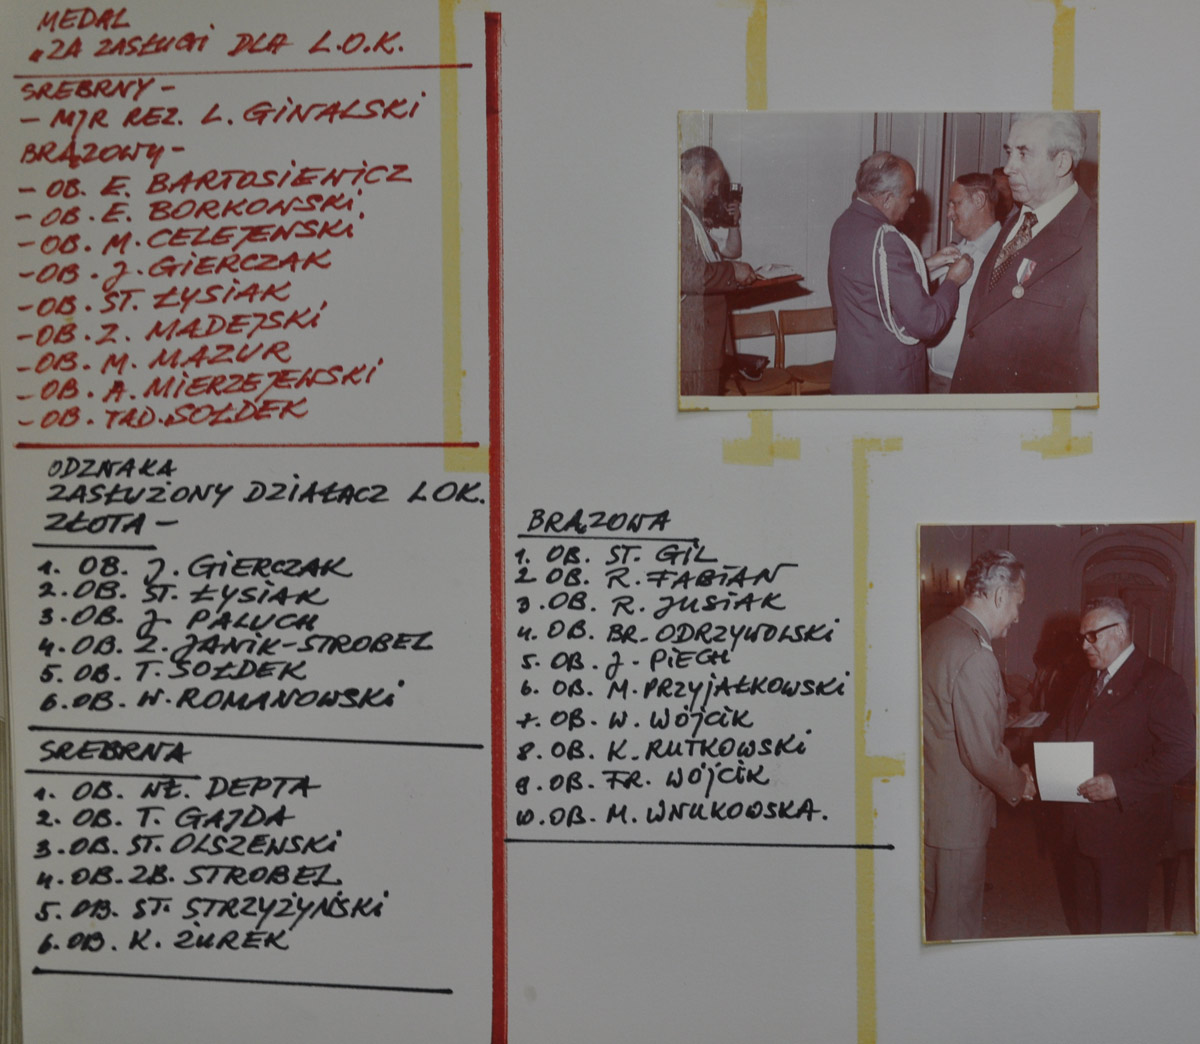 MEDAL
„ZA ZASŁUGI DLA L.O.K.
SREBRNY -
- MJR REZ. L. GINALSKI
BRĄZOWY -
- OB. E. BARTOSIEWICZ
- OB. E. BORKOWSKI
- OB. M. CELEJEWSKI
- OB. J. GIERCZAK
- OB. ST. ŁYSIAK
- OB. Z. MADEJSKI
- OB. M. MAZUR
- OB. A. MIERZEJEWSKI
- OB. TAD. SOŁDEK
ODZNAKA
ZASŁUŻONY DZIAŁACZ LOK.
ZŁOTA -
1. OB. J. GIERCZAK
2. OB. ST. ŁYSIAK
3. OB. J. PALUCH
4. OB. Z. JANIK-STROBEL
5. OB. T. SOŁDEK
6. OB. W. ROMANOWSKI
SREBRNA
1. OB. WŁ. DEPTA
2. OB. T. GAJDA
3. OB. ST. OLSZEŃSKI
4. OB. ZB. STROBEL
5. OB. ST. STRZYŻYŃSKI
6. OB. K. ŻUREK
BRĄZOWA
1. OB. ST. GIL
2 OB. R. FABIAN
3. OB. R. JUSIAK
4. OB. BR. ODRZYWOLSKI
5. OB. J. PIECH
6. OB. M. PRZYJAŁKOWSKI
7. OB. W. WÓJCIK
8. OB. K. RUTKOWSKI
9. OB. FR. WÓJCIK
10. OB. M. WNUKOWSKA.